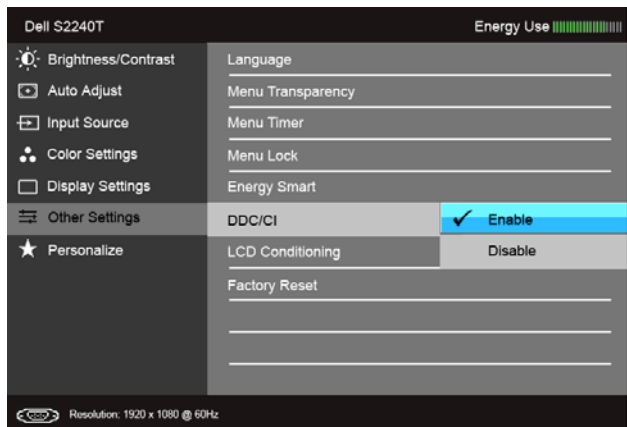 Dell S2240T
Energy Use
Brightness/Contrast
Auto Adjust
Input Source
Color Settings
Display Settings
Other Settings
Personalize
Language
Menu Transparency
Menu Timer
Menu Lock
Energy Smart
DDC/CI
Enable
Disable
LCD Conditioning
Factory Reset
Resolution: 1920 x 1080 @ 60Hz